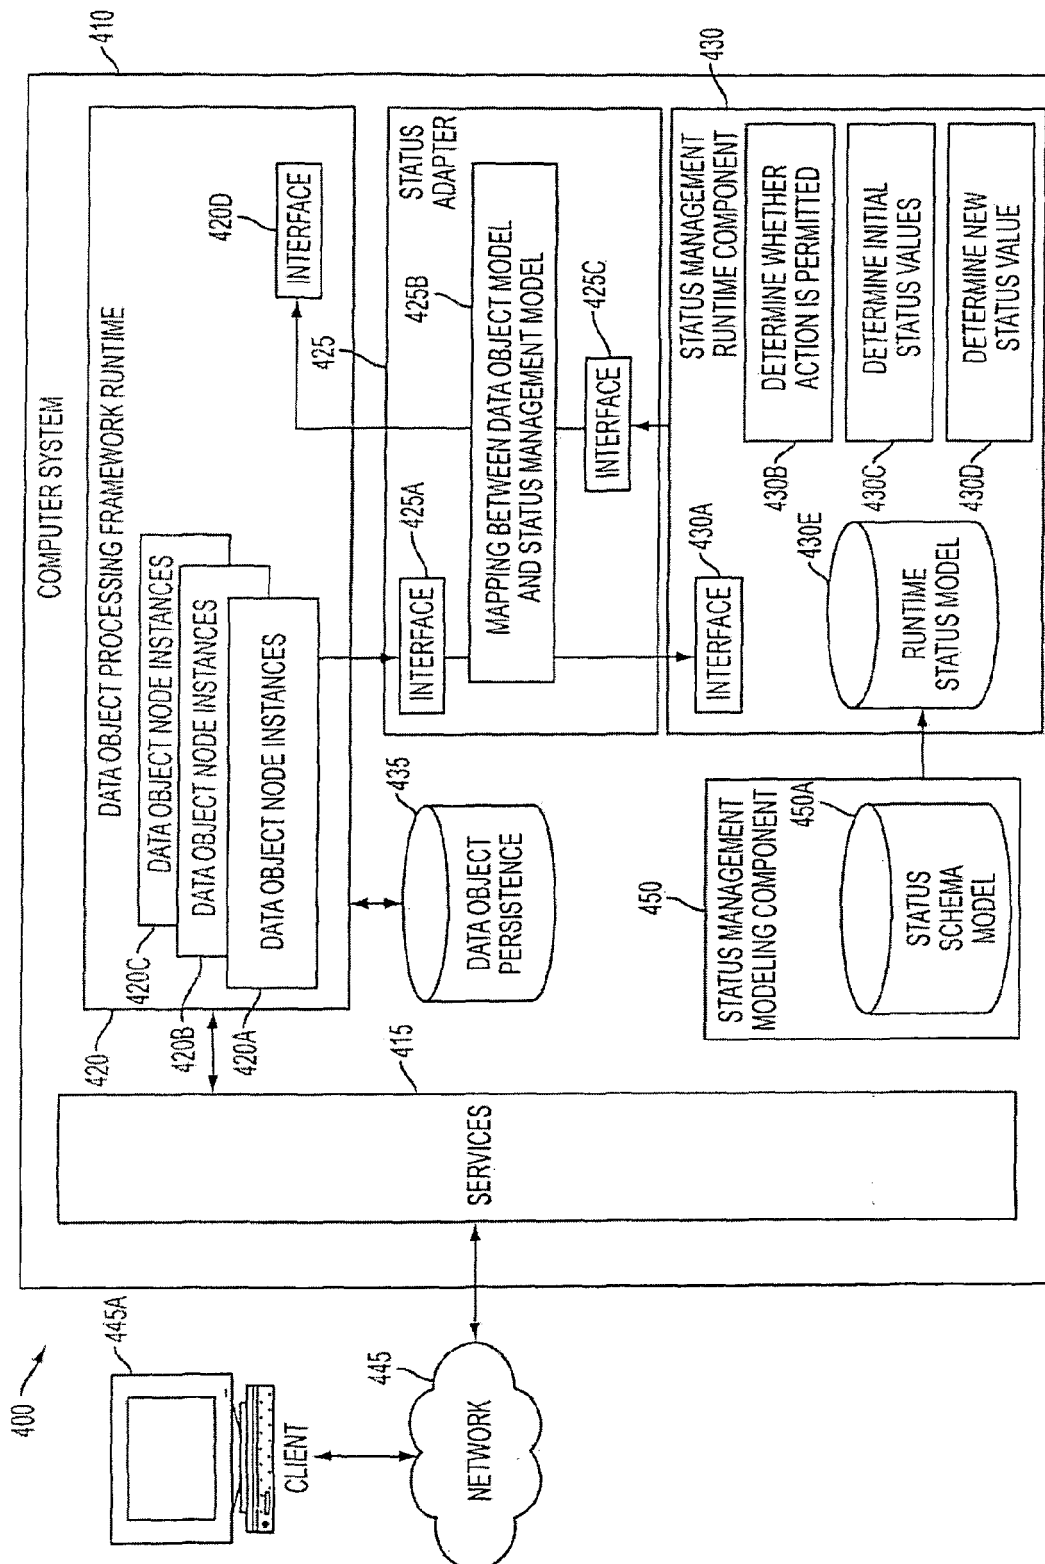 400
445A
CLIENT
445
NETWORK
COMPUTER SYSTEM
410
415
SERVICES
420
DATA OBJECT PROCESSING FRAMEWORK RUNTIME
420C
DATA OBJECT NODE INSTANCES
420B
DATA OBJECT NODE INSTANCES
420A
DATA OBJECT NODE INSTANCES
420D
INTERFACE
435
DATA OBJECT
PERSISTENCE
425
STATUS
ADAPTER
425A
INTERFACE
425B
MAPPING BETWEEN DATA OBJECT MODEL
AND STATUS MANAGEMENT MODEL
425C
INTERFACE
450
STATUS MANAGEMENT
MODELING COMPONENT
450A
STATUS
SCHEMA
MODEL
430
STATUS MANAGEMENT
RUNTIME COMPONENT
430A
INTERFACE
430B
DETERMINE WHETHER
ACTION IS PERMITTED
430C
DETERMINE INITIAL
STATUS VALUES
430D
DETERMINE NEW
STATUS VALUE
430E
RUNTIME
STATUS MODEL